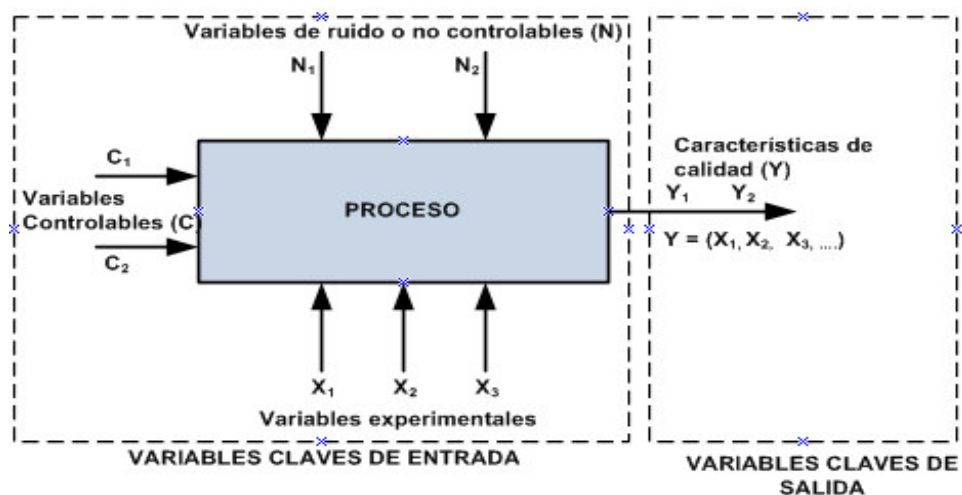 Variables de ruido o no controlables (N)
N₁ N₂
C₁
Variables
Controlables (C)
C₂
PROCESO
Características de
calidad (Y)
Y₁ Y₂
Y = (X₁, X₂, X₃, ....)
X₁ X₂ X₃
Variables experimentales
VARIABLES CLAVES DE ENTRADA
VARIABLES CLAVES DE
SALIDA